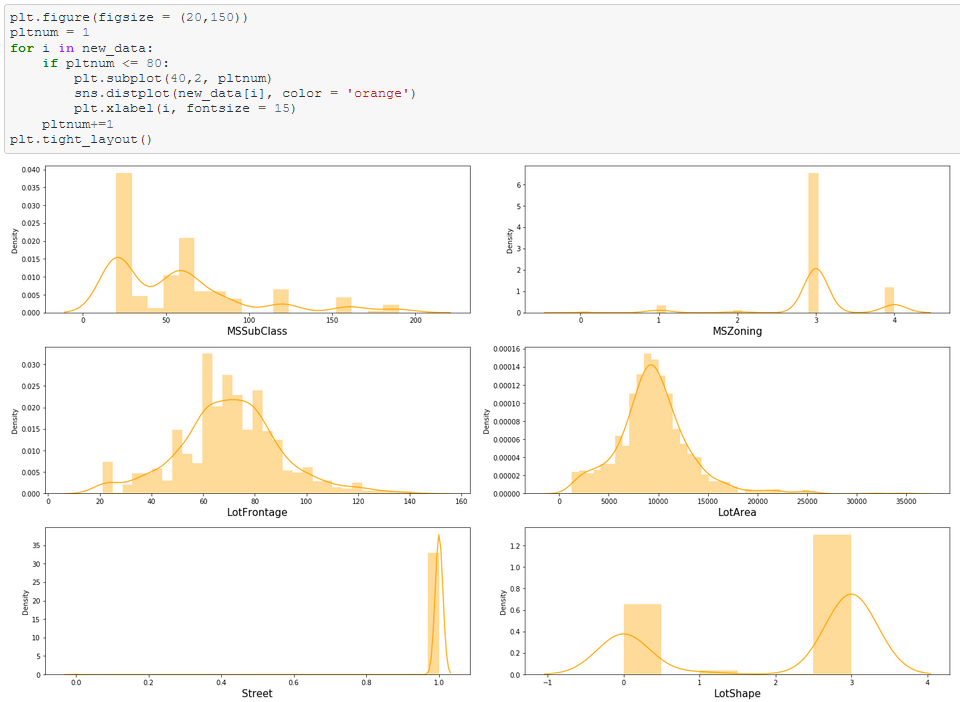 plt.figure(figsize = (20,150))
pltnum = 1
for i in new_data:
    if pltnum <= 80:
        plt.subplot(40,2, pltnum)
        sns.distplot(new_data[i], color = 'orange')
        plt.xlabel(i, fontsize = 15)
    pltnum+=1
plt.tight_layout()
0.040
0.035
0.030
0.025
0.020
0.015
0.010
0.005
0.000
Density
0 50 100 150 200
MSSubClass
6
5
4
3
2
1
0
Density
0 1 2 3 4
MSZoning
0.030
0.025
0.020
0.015
0.010
0.005
0.000
Density
0 20 40 60 80 100 120 140 160
LotFrontage
0.00016
0.00014
0.00012
0.00010
0.00008
0.00006
0.00004
0.00002
0.00000
Density
0 5000 10000 15000 20000 25000 30000 35000
LotArea
35
30
25
20
15
10
5
0
Density
0.0 0.2 0.4 0.6 0.8 1.0
Street
1.2
1.0
0.8
0.6
0.4
0.2
0.0
Density
−1 0 1 2 3 4
LotShape